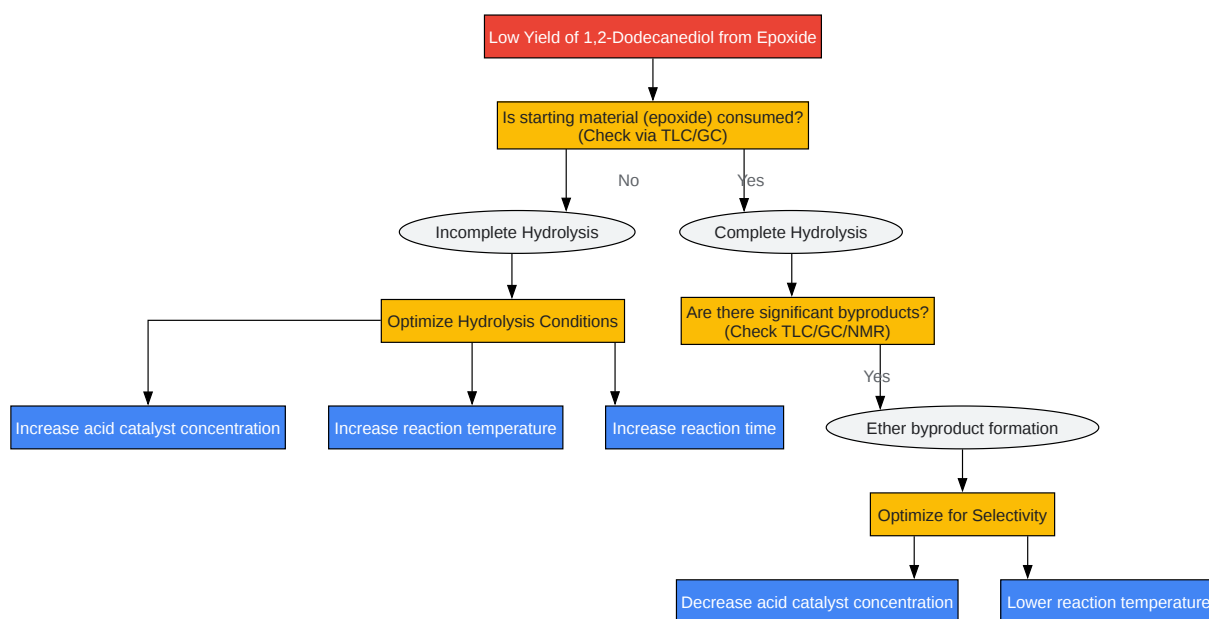 Low Yield of 1,2-Dodecanediol from Epoxide
Is starting material (epoxide) consumed?
(Check via TLC/GC)
No
Yes
Incomplete Hydrolysis
Complete Hydrolysis
Optimize Hydrolysis Conditions
Are there significant byproducts?
(Check TLC/GC/NMR)
Yes
Increase acid catalyst concentration
Increase reaction temperature
Increase reaction time
Ether byproduct formation
Optimize for Selectivity
Decrease acid catalyst concentration
Lower reaction temperature